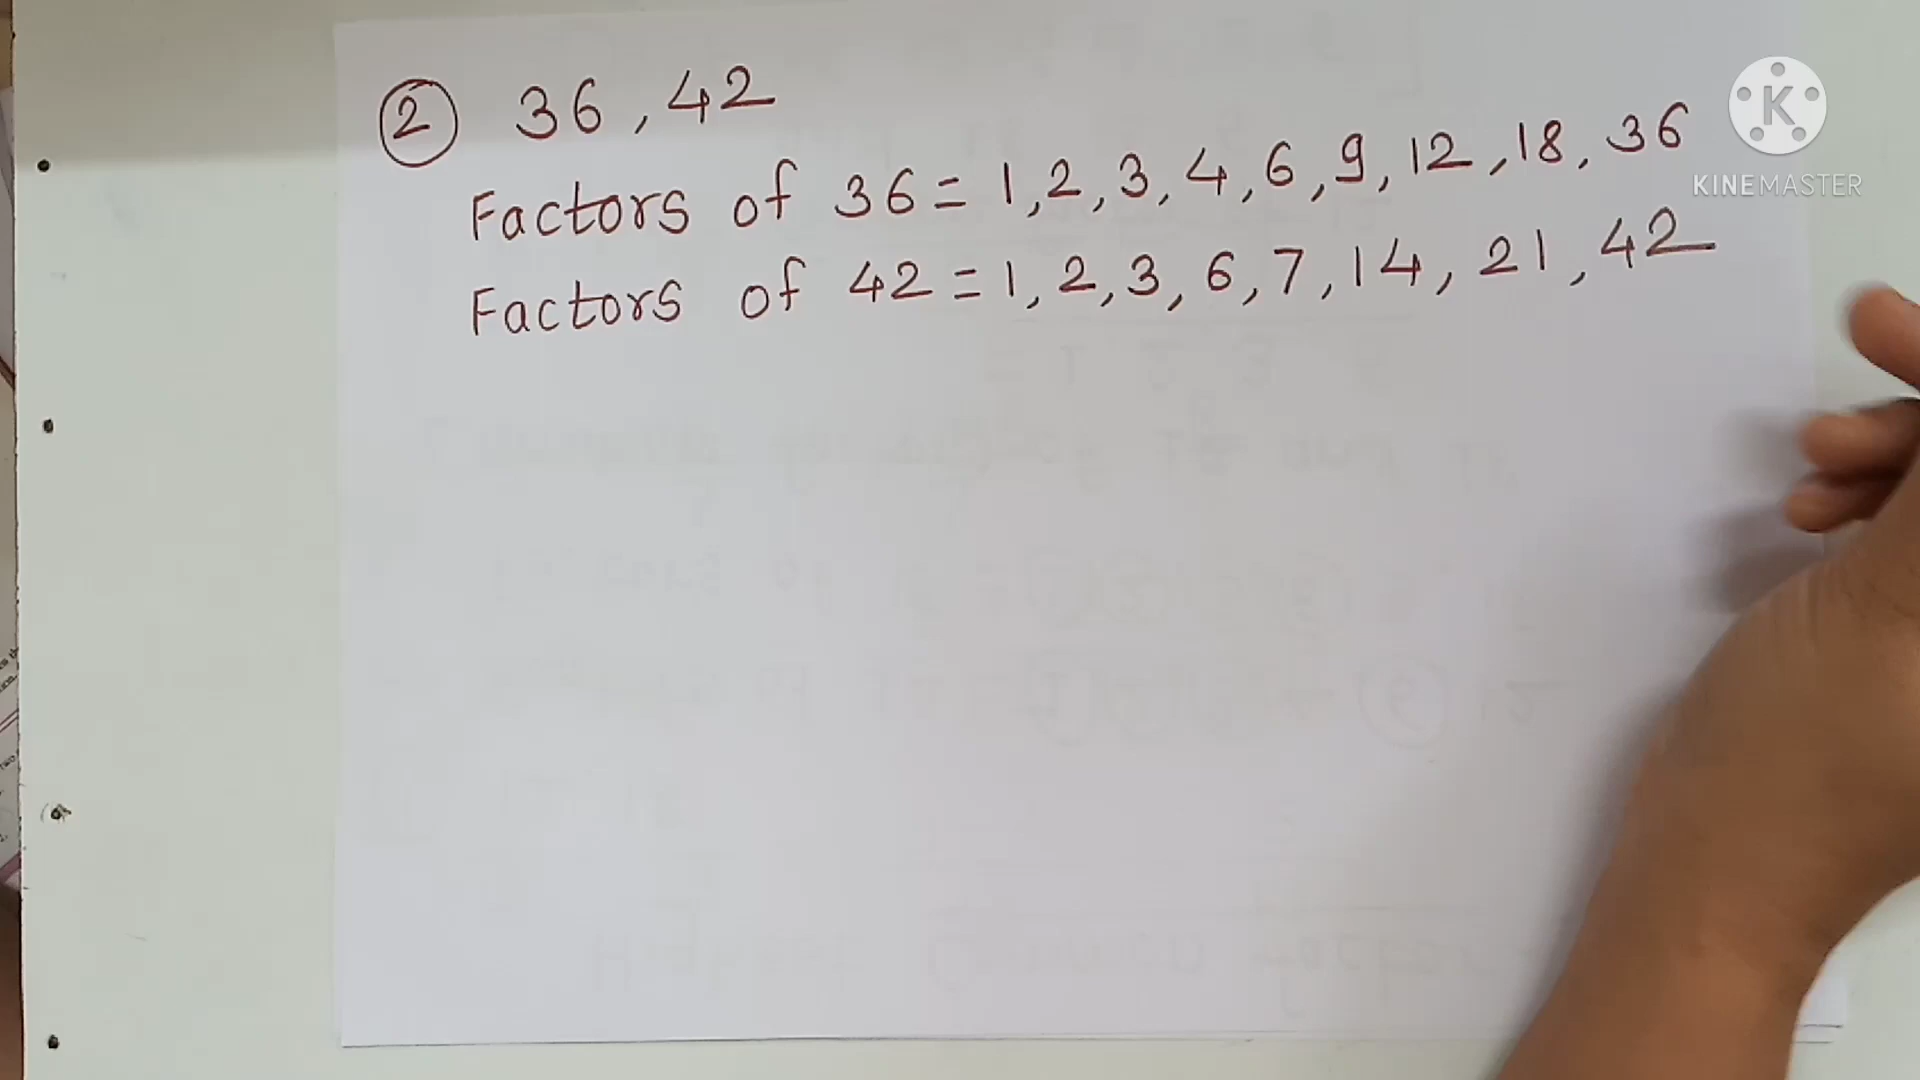 2 36, 42
Factors of 36 = 1, 2, 3, 4, 6, 9, 12, 18, 36
Factors of 42 = 1, 2, 3, 6, 7, 14, 21, 42
K
KINEMASTER